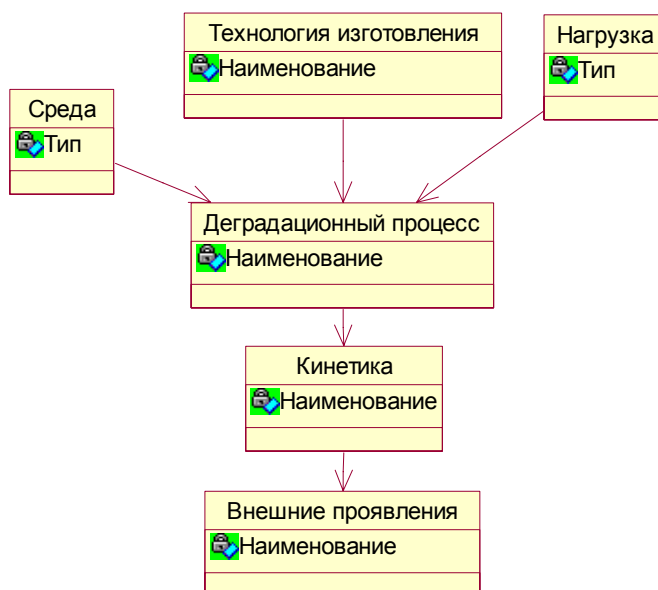 Технология изготовления
Наименование
Нагрузка
Тип
Среда
Тип
Деградационный процесс
Наименование
Кинетика
Наименование
Внешние проявления
Наименование